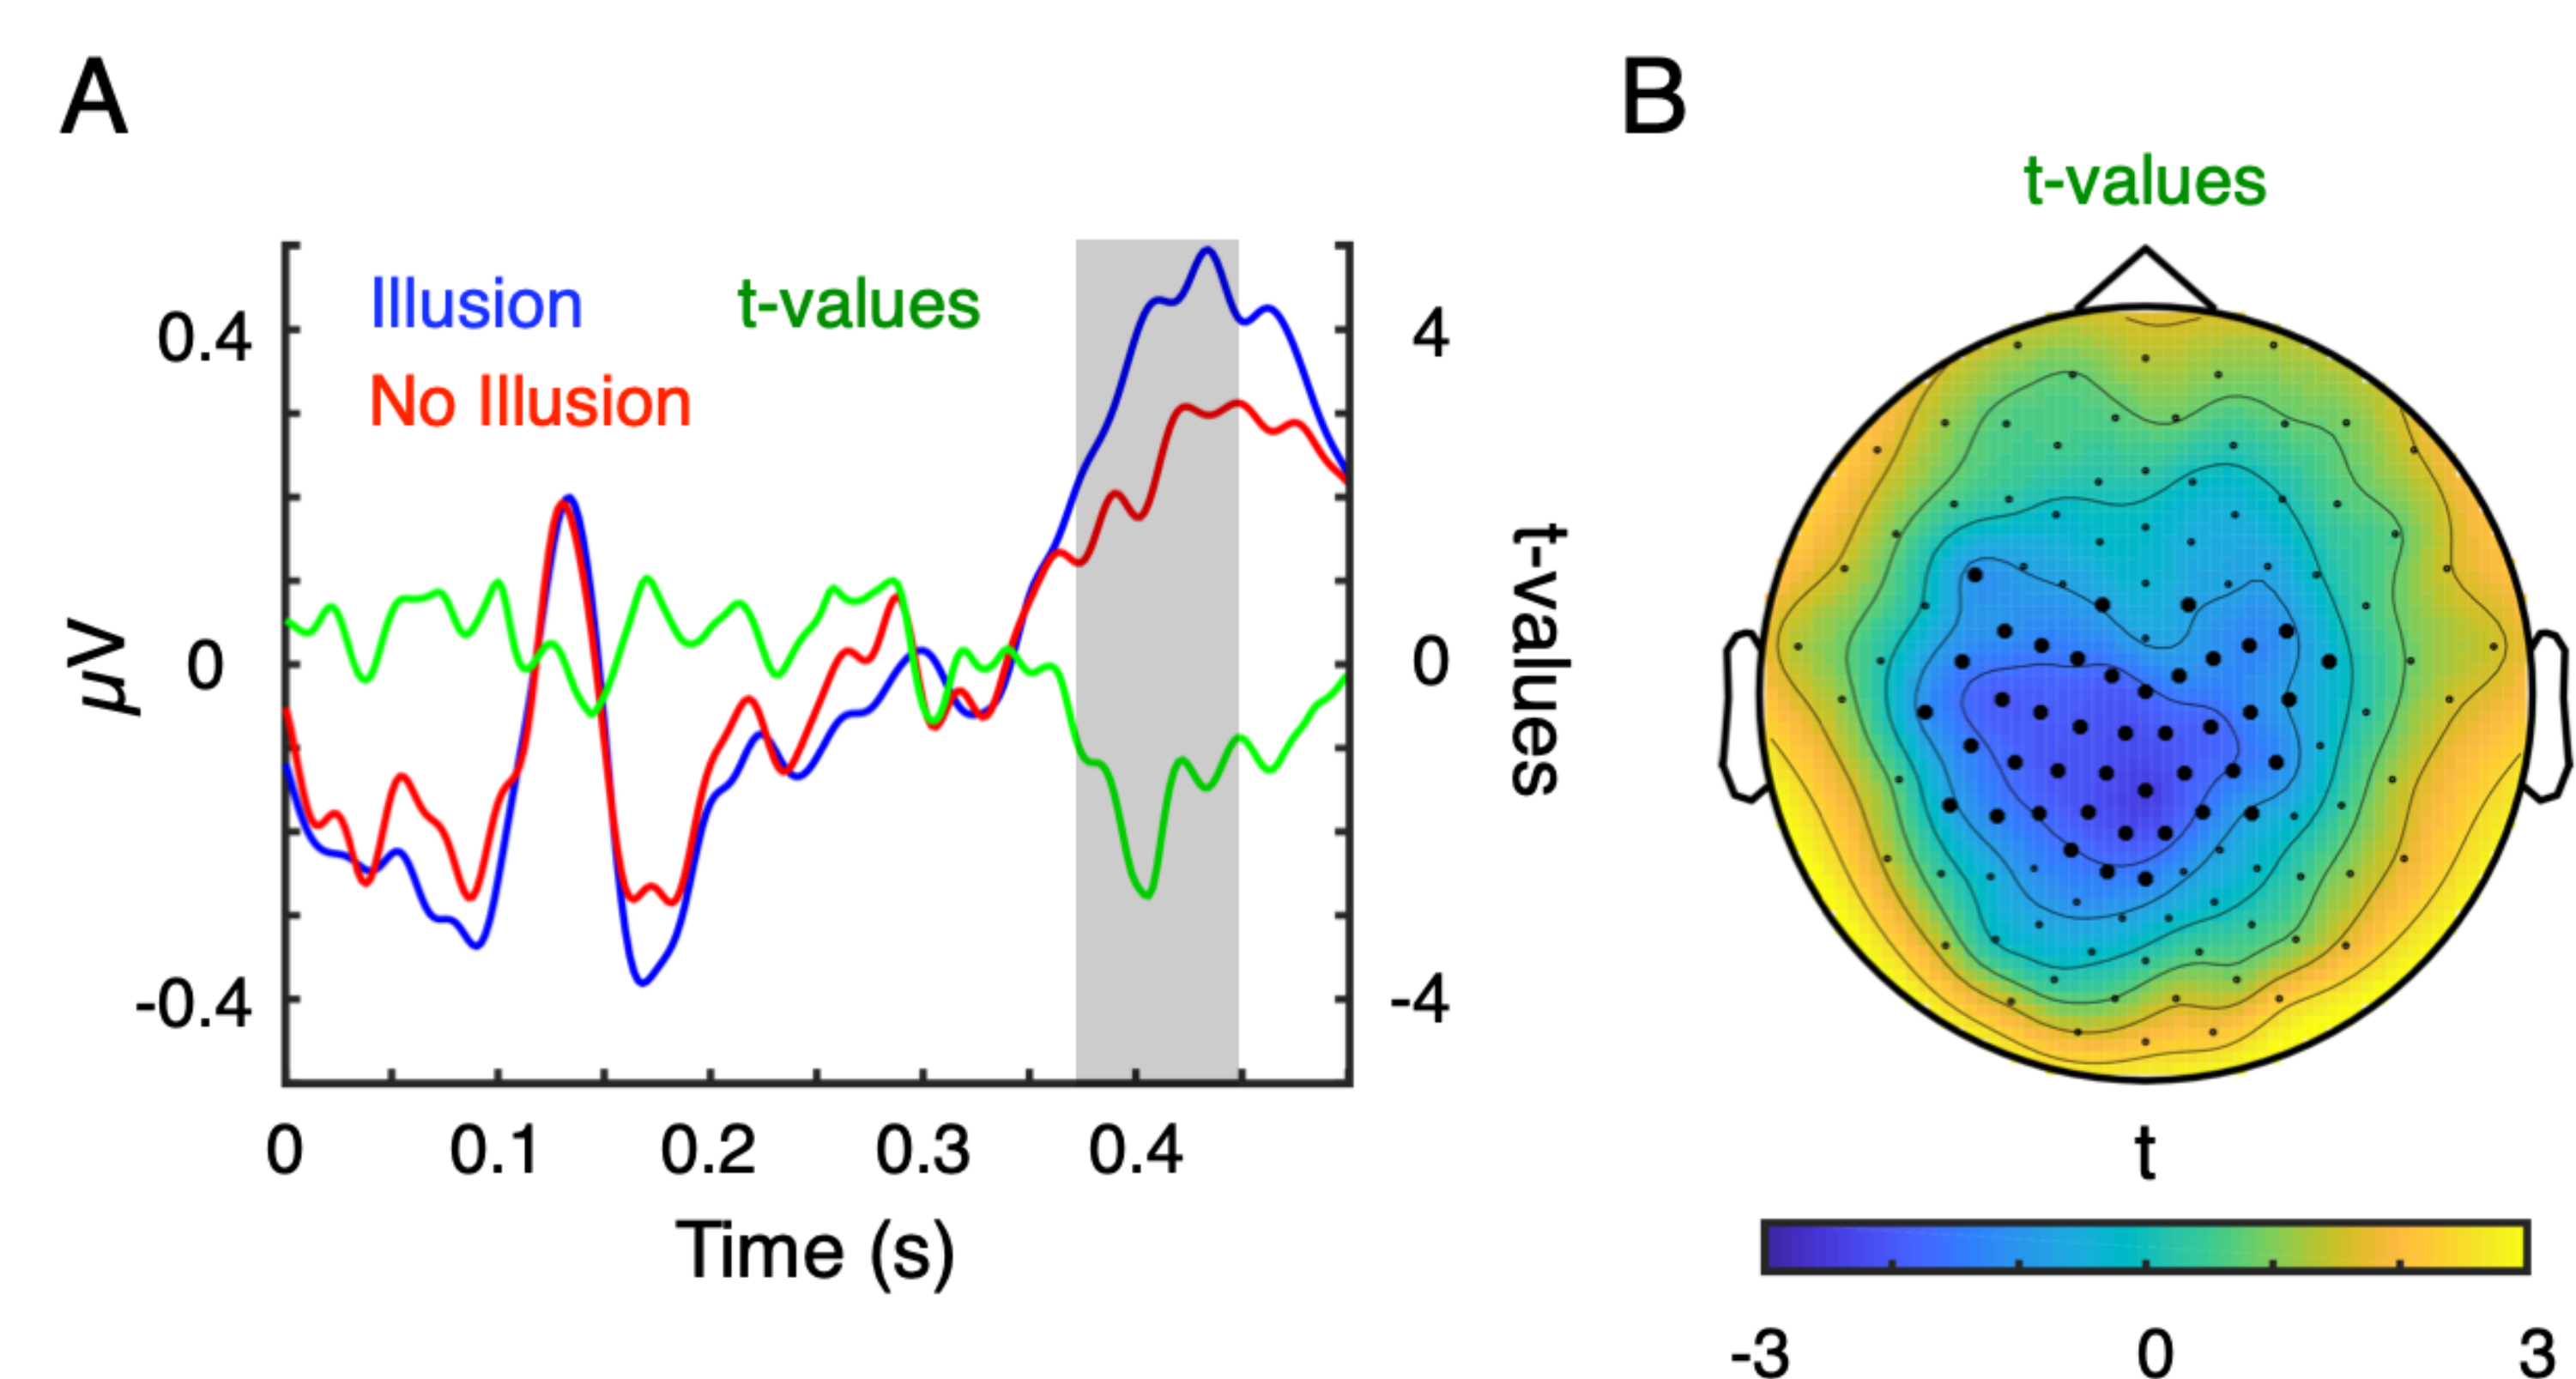 A
B
t-values
Illusion
t-values
No Illusion
0.4
0
-0.4
μV
4
0
-4
t-values
0
0.1
0.2
0.3
0.4
Time (s)
t
-3
0
3